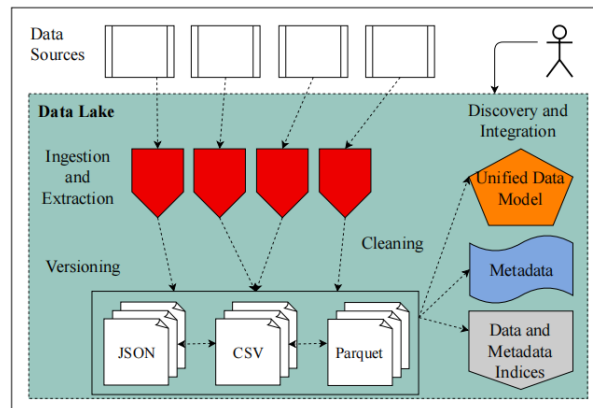 Data
Sources
Data Lake
Discovery and
Integration
Ingestion
and
Extraction
Unified Data
Model
Cleaning
Versioning
Metadata
JSON
CSV
Parquet
Data and
Metadata
Indices